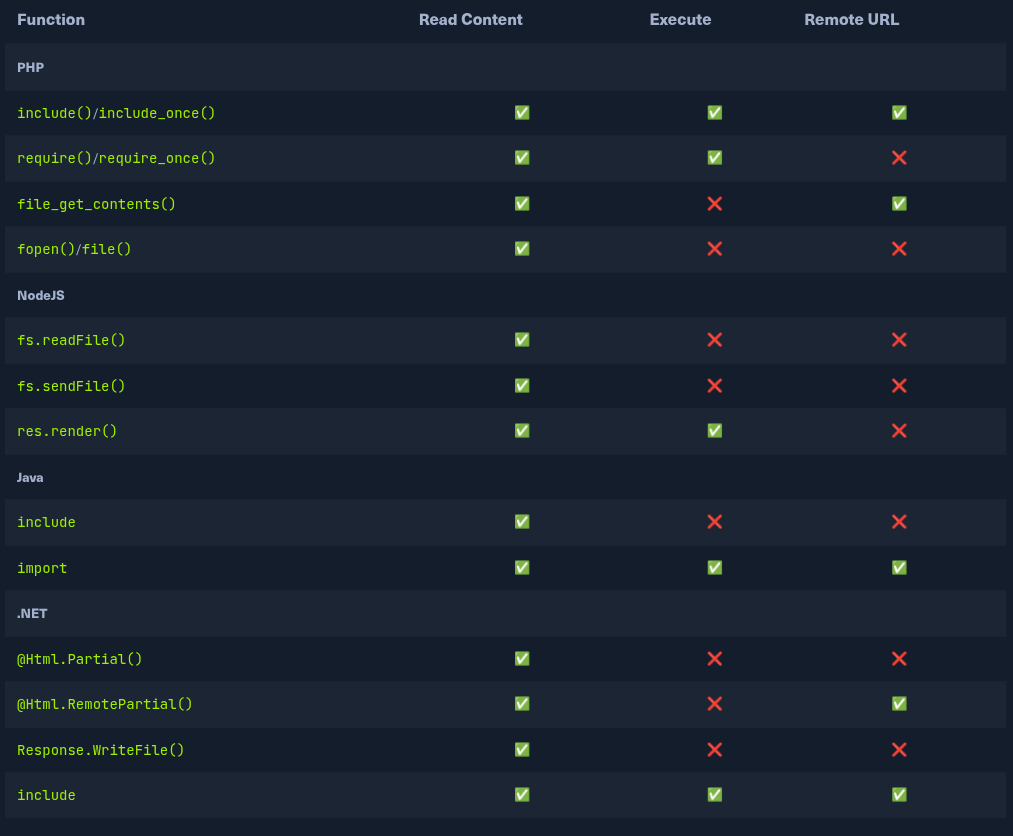 Function Read Content Execute Remote URL
PHP
include()/include_once() ✅ ✅ ✅
require()/require_once() ✅ ✅ ❌
file_get_contents() ✅ ❌ ✅
fopen()/file() ✅ ❌ ❌
NodeJS
fs.readFile() ✅ ❌ ❌
fs.sendFile() ✅ ❌ ❌
res.render() ✅ ✅ ❌
Java
include ✅ ❌ ❌
import ✅ ✅ ✅
.NET
@Html.Partial() ✅ ❌ ❌
@Html.RemotePartial() ✅ ❌ ✅
Response.WriteFile() ✅ ❌ ❌
include ✅ ✅ ✅